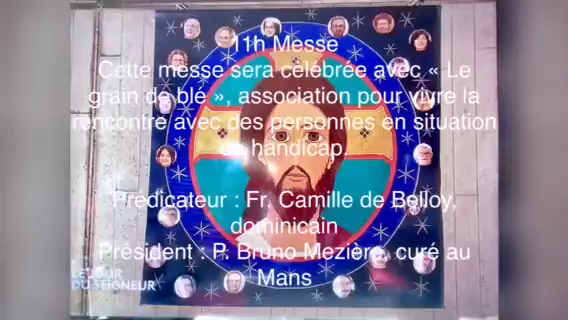 11h Messe
Cette messe sera célébrée avec « Le
grain de blé », association pour vivre la
rencontre avec des personnes en situation
de handicap.
Prédicateur : Fr. Camille de Belloy,
dominicain
Président : P. Bruno Mezière, curé au
Mans
LE JOUR
DU SEIGNEUR